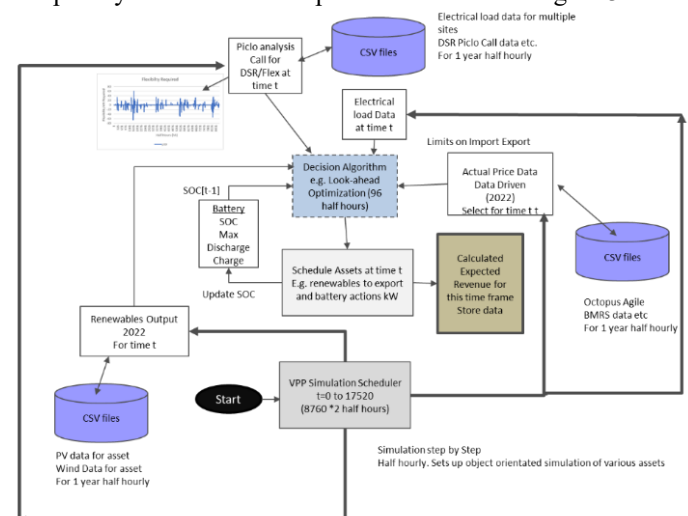 Electrical load data for multiple
sites
DSR Piclo Call data etc.
For 1 year half hourly
Piclo analysis
Call for
DSR/Flex at
time t
CSV files
Flexibility Required
Electrical
load Data
at time t
Limits on Import Export
Decision Algorithm
e.g. Look-ahead
Optimization (96
half hours)
Actual Price Data
Data Driven
(2022)
Select for time t t
SOC[t-1]
Battery
SOC
Max
Discharge
Charge
CSV files
Schedule Assets at time t
E.g. renewables to export
and battery actions kW
Calculated
Expected
Revenue for
this time frame
Store data
Update SOC
Octopus Agile
BMRS data etc
For 1 year half hourly
Renewables Output
2022
For time t
Start
VPP Simulation Scheduler
t=0 to 17520
(8760 *2 half hours)
CSV files
PV data for asset
Wind Data for asset
For 1 year half hourly
Simulation step by Step
Half hourly. Sets up object orientated simulation of various assets